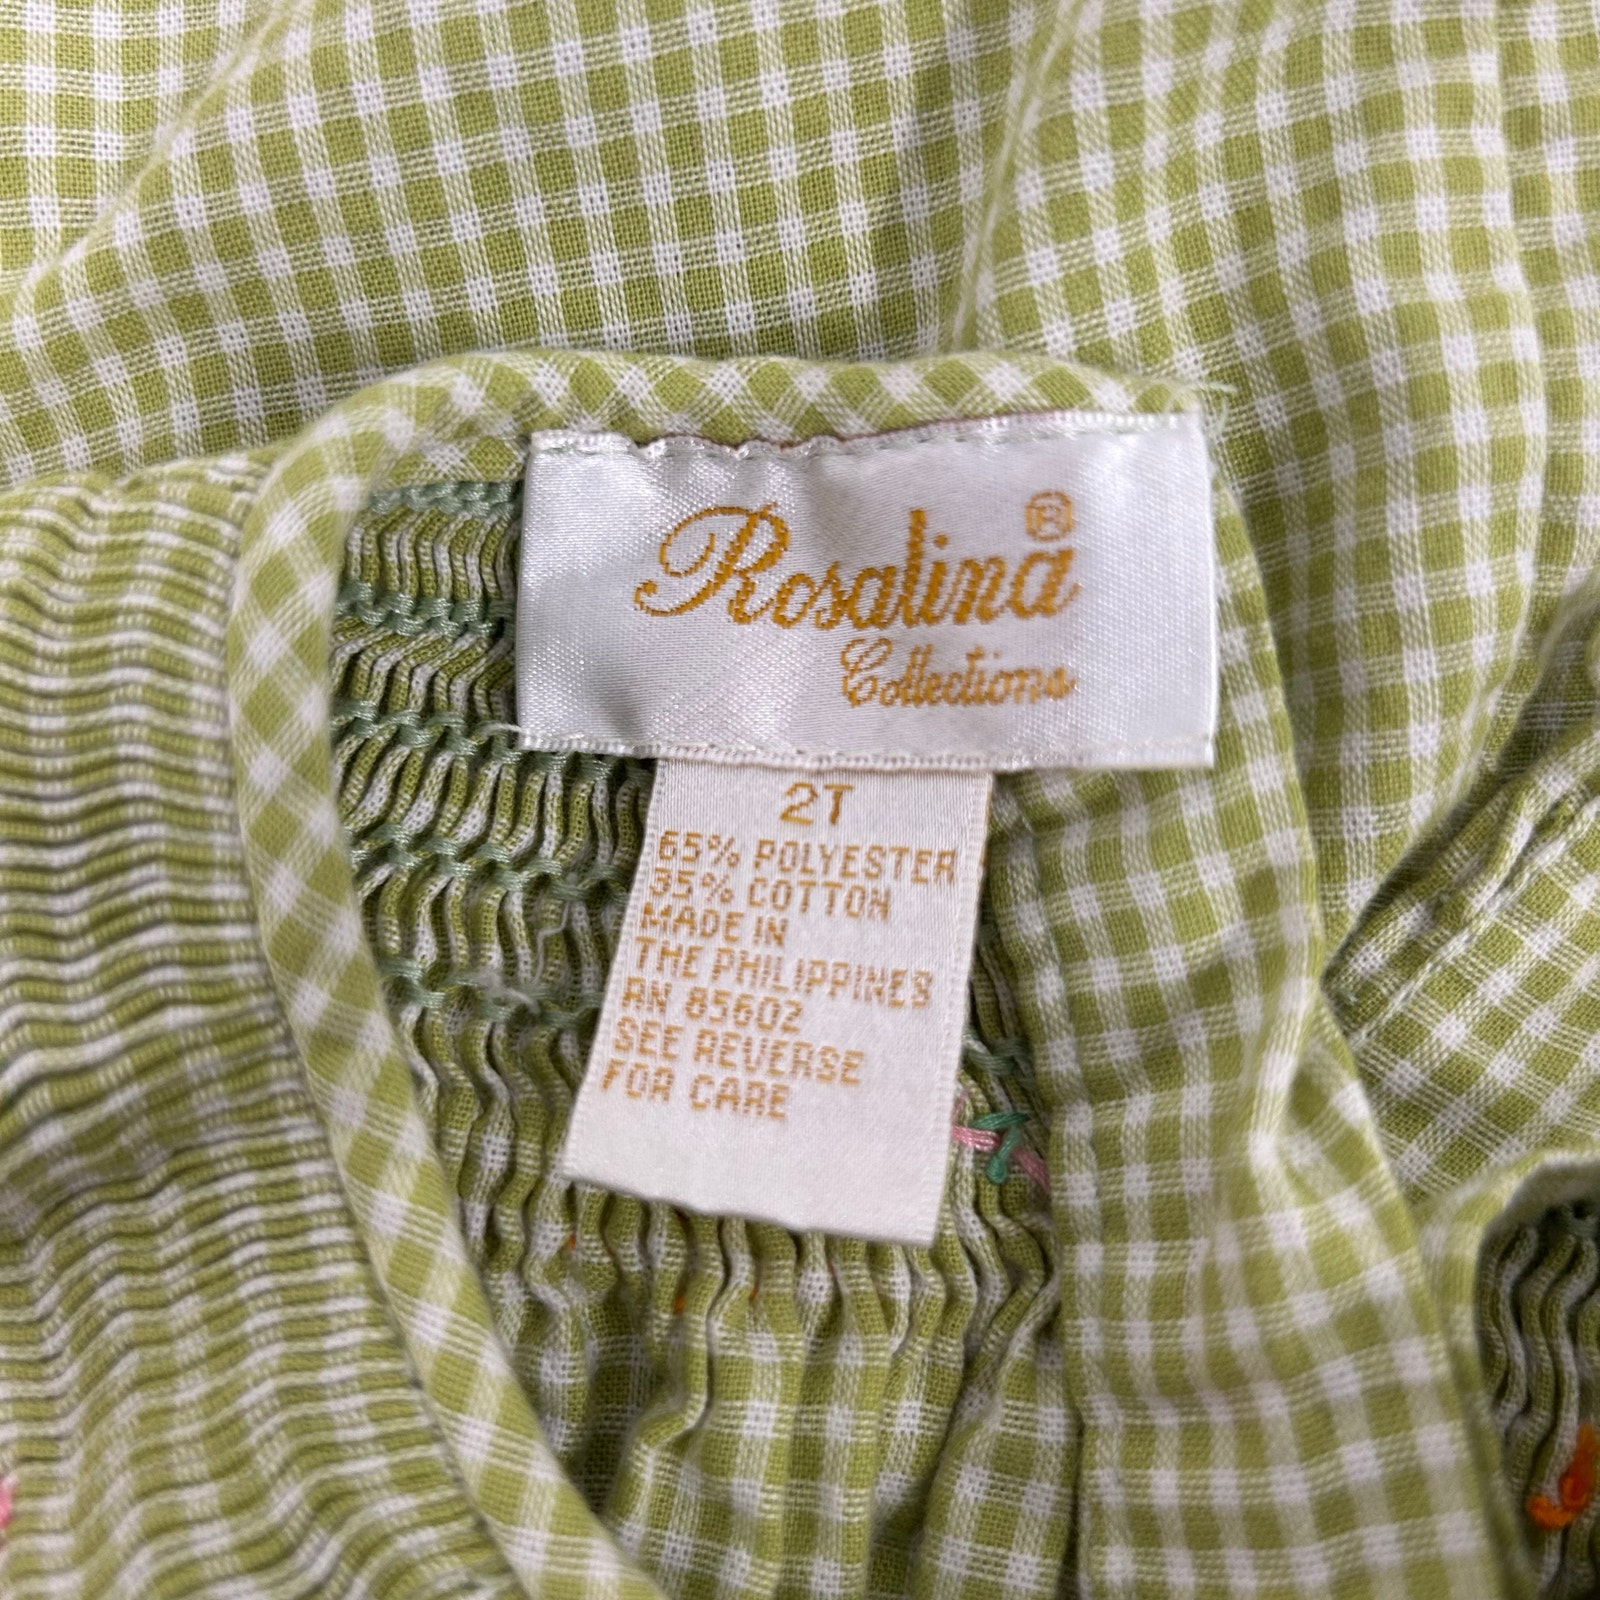 Rosalina®
Collections
2T
65% POLYESTER
35% COTTON
MADE IN
THE PHILIPPINES
RN 85602
SEE REVERSE
FOR CARE